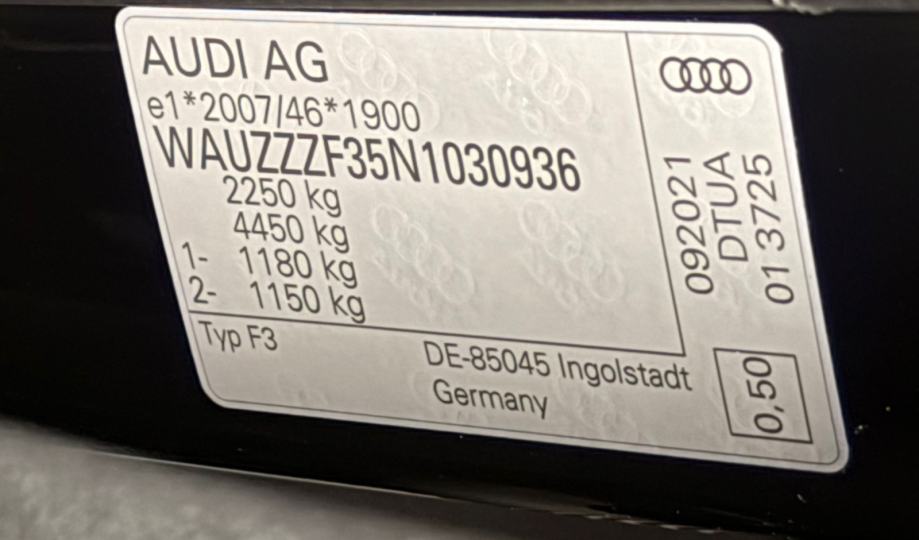 AUDI AG
e1*2007/46*1900
WAUZZZF35N1030936
2250 kg
4450 kg
1- 1180 kg
2- 1150 kg
Typ F3
DE-85045 Ingolstadt
Germany
092021
DTUA
01 3725
0,50